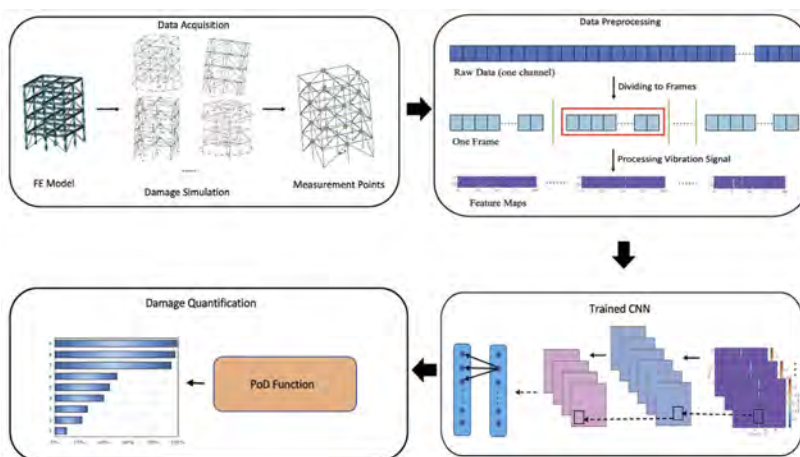 Data Acquisition
FE Model
Damage Simulation
Measurement Points
Data Preprocessing
Raw Data (one channel)
Dividing to Frames
One Frame
Processing Vibration Signal
Feature Maps
Damage Quantification
PoD Function
Trained CNN